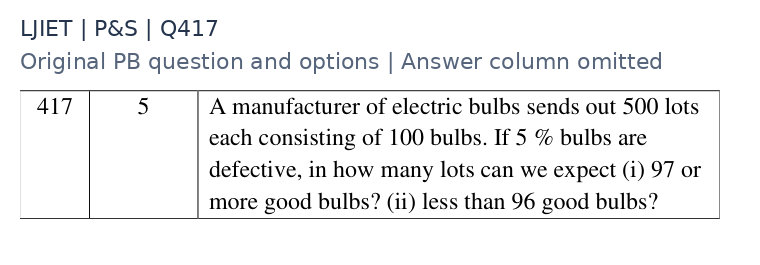 LJIET | P&S | Q417
Original PB question and options | Answer column omitted
417 5 A manufacturer of electric bulbs sends out 500 lots
each consisting of 100 bulbs. If 5 % bulbs are
defective, in how many lots can we expect (i) 97 or
more good bulbs? (ii) less than 96 good bulbs?